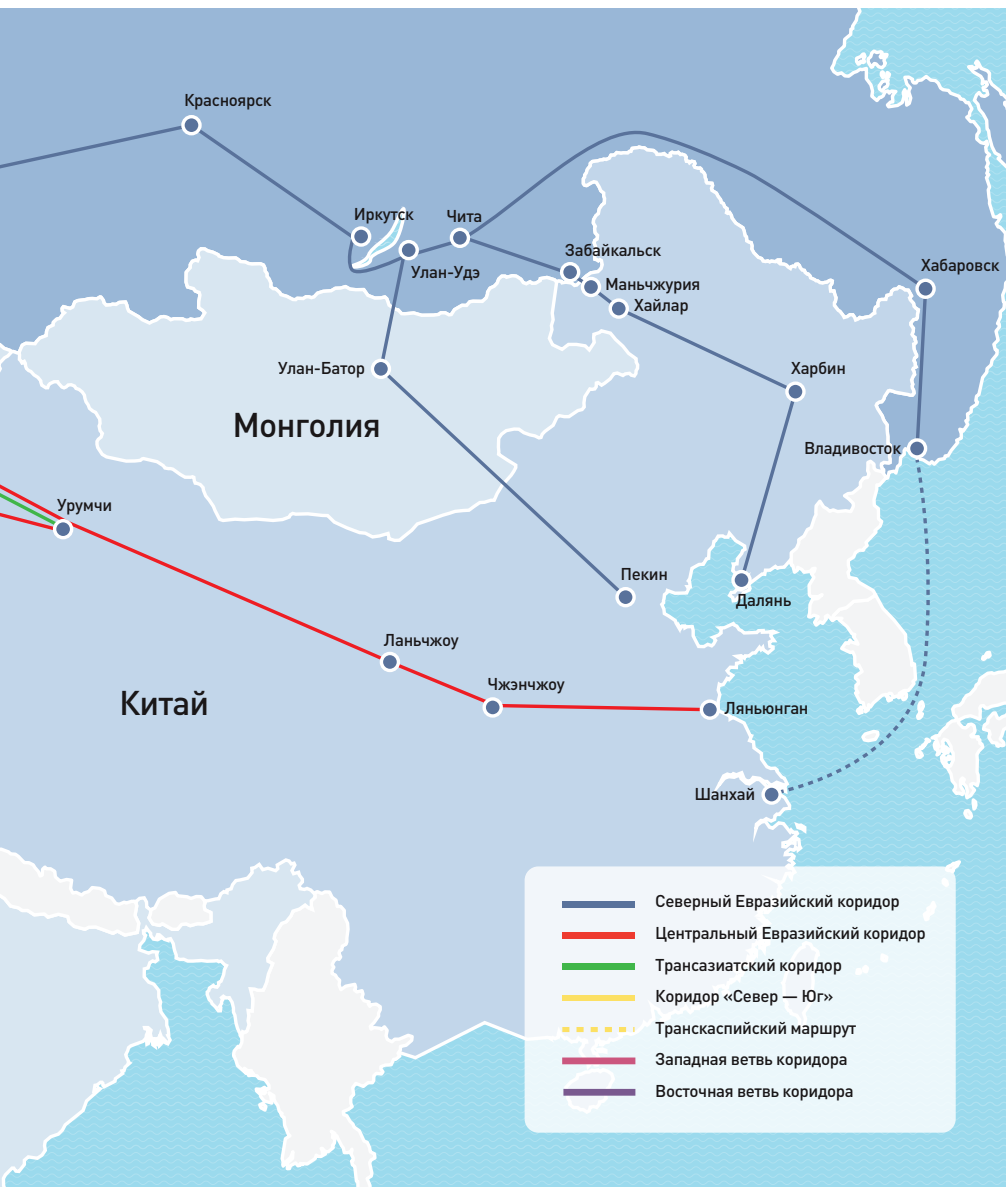 Красноярск
Иркутск
Чита
Улан-Удэ
Забайкальск
Маньчжурия
Хайлар
Хабаровск
Улан-Батор
Харбин
Монголия
Владивосток
Урумчи
Пекин
Далянь
Ланьчжоу
Чжэнчжоу
Китай
Ляньюнган
Шанхай
Северный Евразийский коридор
Центральный Евразийский коридор
Трансазиатский коридор
Коридор «Север — Юг»
Транскаспийский маршрут
Западная ветвь коридора
Восточная ветвь коридора